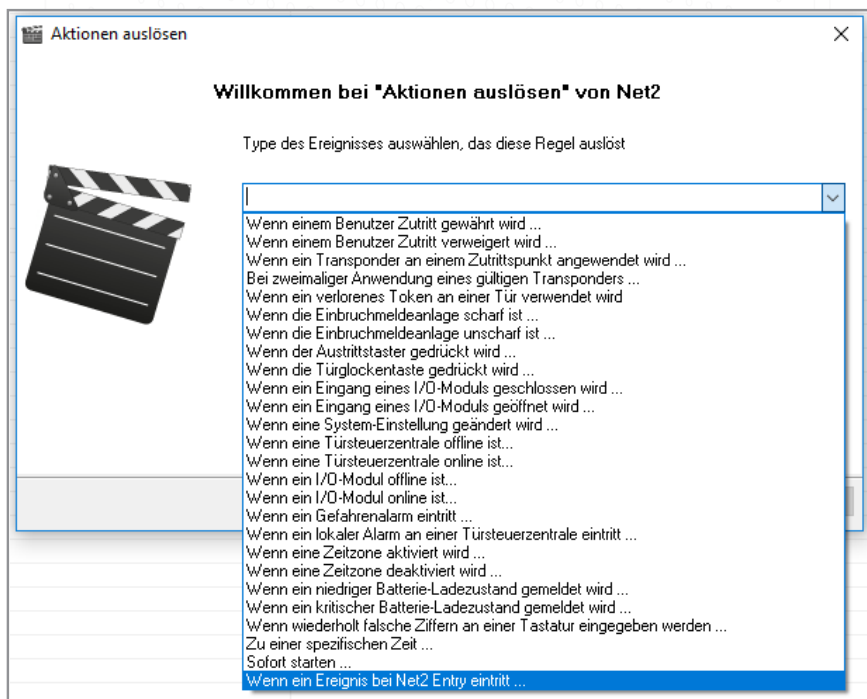 Aktionen auslösen
Willkommen bei "Aktionen auslösen" von Net2
Type des Ereignisses auswählen, das diese Regel auslöst
Wenn einem Benutzer Zutritt gewährt wird ...
Wenn einem Benutzer Zutritt verweigert wird ...
Wenn ein Transponder an einem Zutrittspunkt angewendet wird ...
Bei zweimaliger Anwendung eines gültigen Transponders ...
Wenn ein verlorenes Token an einer Tür verwendet wird
Wenn die Einbruchmeldeanlage scharf ist ...
Wenn die Einbruchmeldeanlage unscharf ist ...
Wenn der Austrittstaster gedrückt wird ...
Wenn die Türglockentaste gedrückt wird ...
Wenn ein Eingang eines I/O-Moduls geschlossen wird ...
Wenn ein Eingang eines I/O-Moduls geöffnet wird ...
Wenn eine System-Einstellung geändert wird ...
Wenn eine Türsteuerzentrale offline ist...
Wenn eine Türsteuerzentrale online ist...
Wenn ein I/O-Modul offline ist...
Wenn ein I/O-Modul online ist...
Wenn ein Gefahrenalarm eintritt ...
Wenn ein lokaler Alarm an einer Türsteuerzentrale eintritt ...
Wenn eine Zeitzone aktiviert wird ...
Wenn eine Zeitzone deaktiviert wird ...
Wenn ein niedriger Batterie-Ladezustand gemeldet wird ...
Wenn ein kritischer Batterie-Ladezustand gemeldet wird ...
Wenn wiederholt falsche Ziffern an einer Tastatur eingegeben werden ...
Zu einer spezifischen Zeit ...
Sofort starten ...
Wenn ein Ereignis bei Net2 Entry eintritt ...